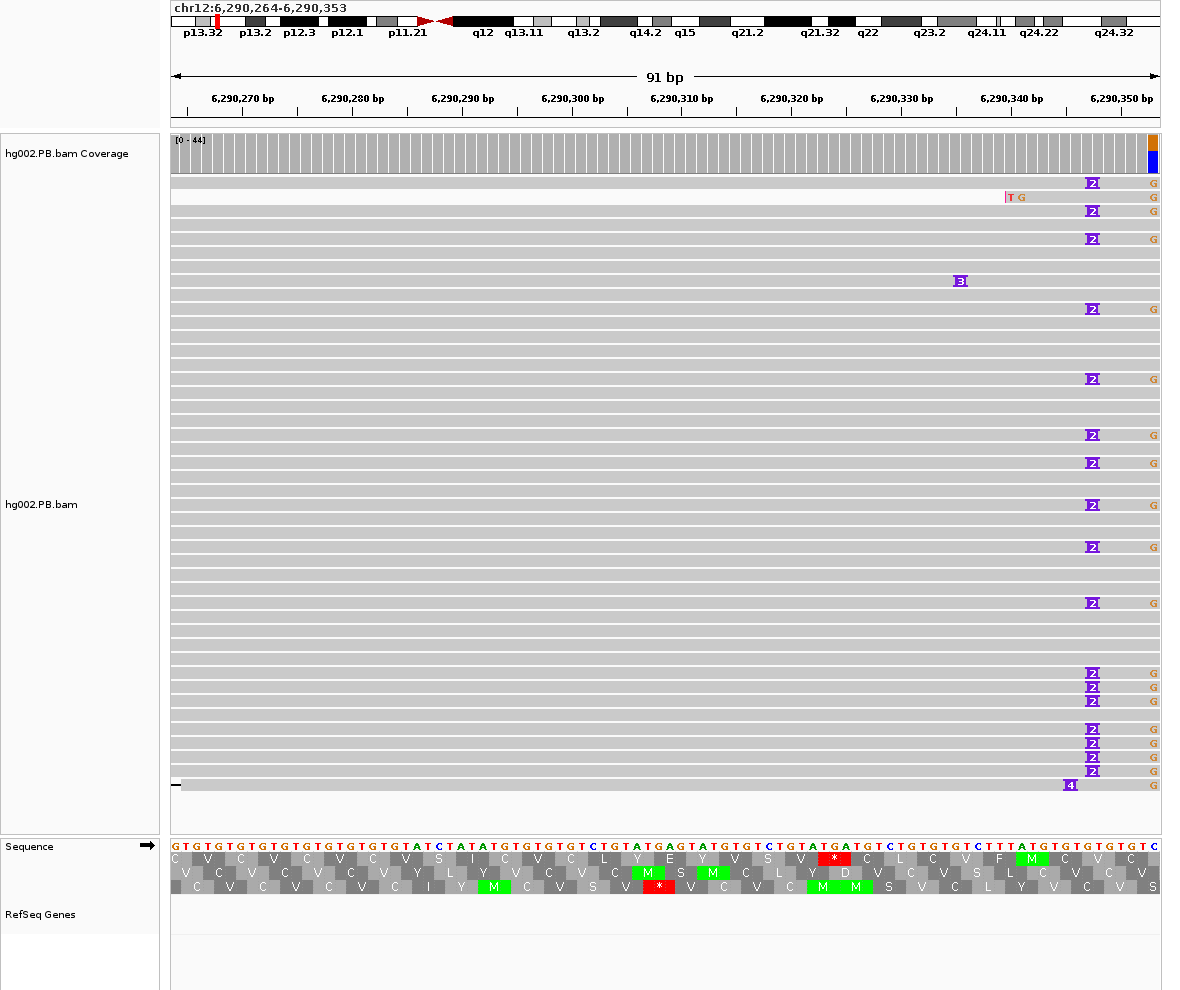 chr12:6,290,264-6,290,353
p13.32 p13.2 p12.3 p12.1 p11.21 q12 q13.11 q13.2 q14.2 q15 q21.2 q21.32 q22 q23.2 q24.11 q24.22 q24.32
91 bp
6,290,270 bp 6,290,280 bp 6,290,290 bp 6,290,300 bp 6,290,310 bp 6,290,320 bp 6,290,330 bp 6,290,340 bp 6,290,350 bp
hg002.PB.bam Coverage [0 - 44]
2 G
T G G
2 G
2 G
3
2 G
2 G
2 G
2 G
hg002.PB.bam 2 G
2 G
2 G
2 G
2 G
2 G
2 G
2 G
2 G
2 G
4 G
Sequence G T G T G T G T G T G T G T G T G T G T G T A T C T A T A T G T G T G T G T C T G T A T G A G T A T G T G T C T G T A T G A T G T C T G T G T G T C T T T A T G T G T G T G T G T C
C V C V C V C V S I C V C L Y E Y V S V * C L C V F M C V C
V C V C V C V Y L Y V C V C M S M C L Y D V C V S L C V C V
C V C V C V C I Y M C V S V * V C V C M M S V C L Y V C V S
RefSeq Genes